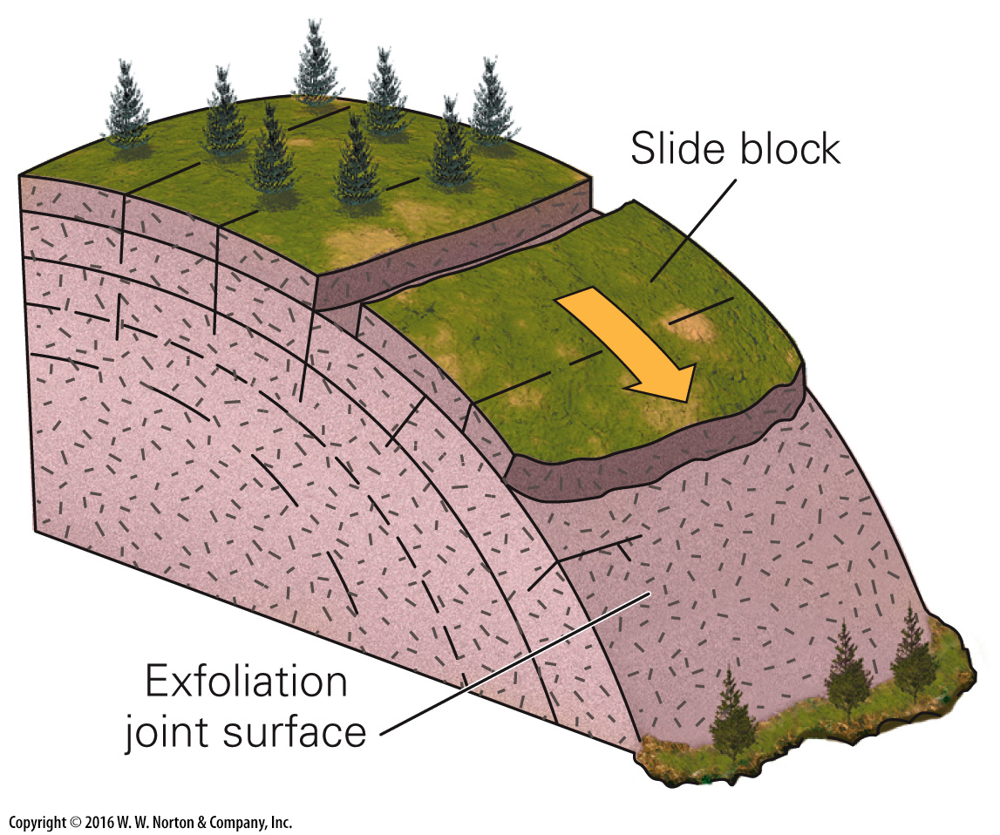 Slide block
Exfoliation
joint surface
Copyright © 2016 W. W. Norton & Company, Inc.